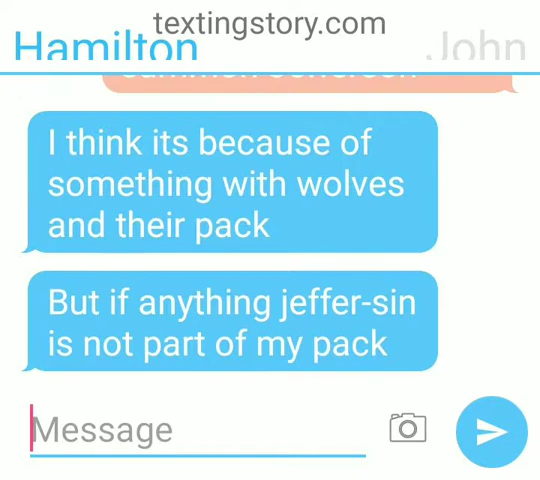 textingstory.com
Hamilton
John
I think its because of
something with wolves
and their pack
But if anything jeffer-sin
is not part of my pack
Message